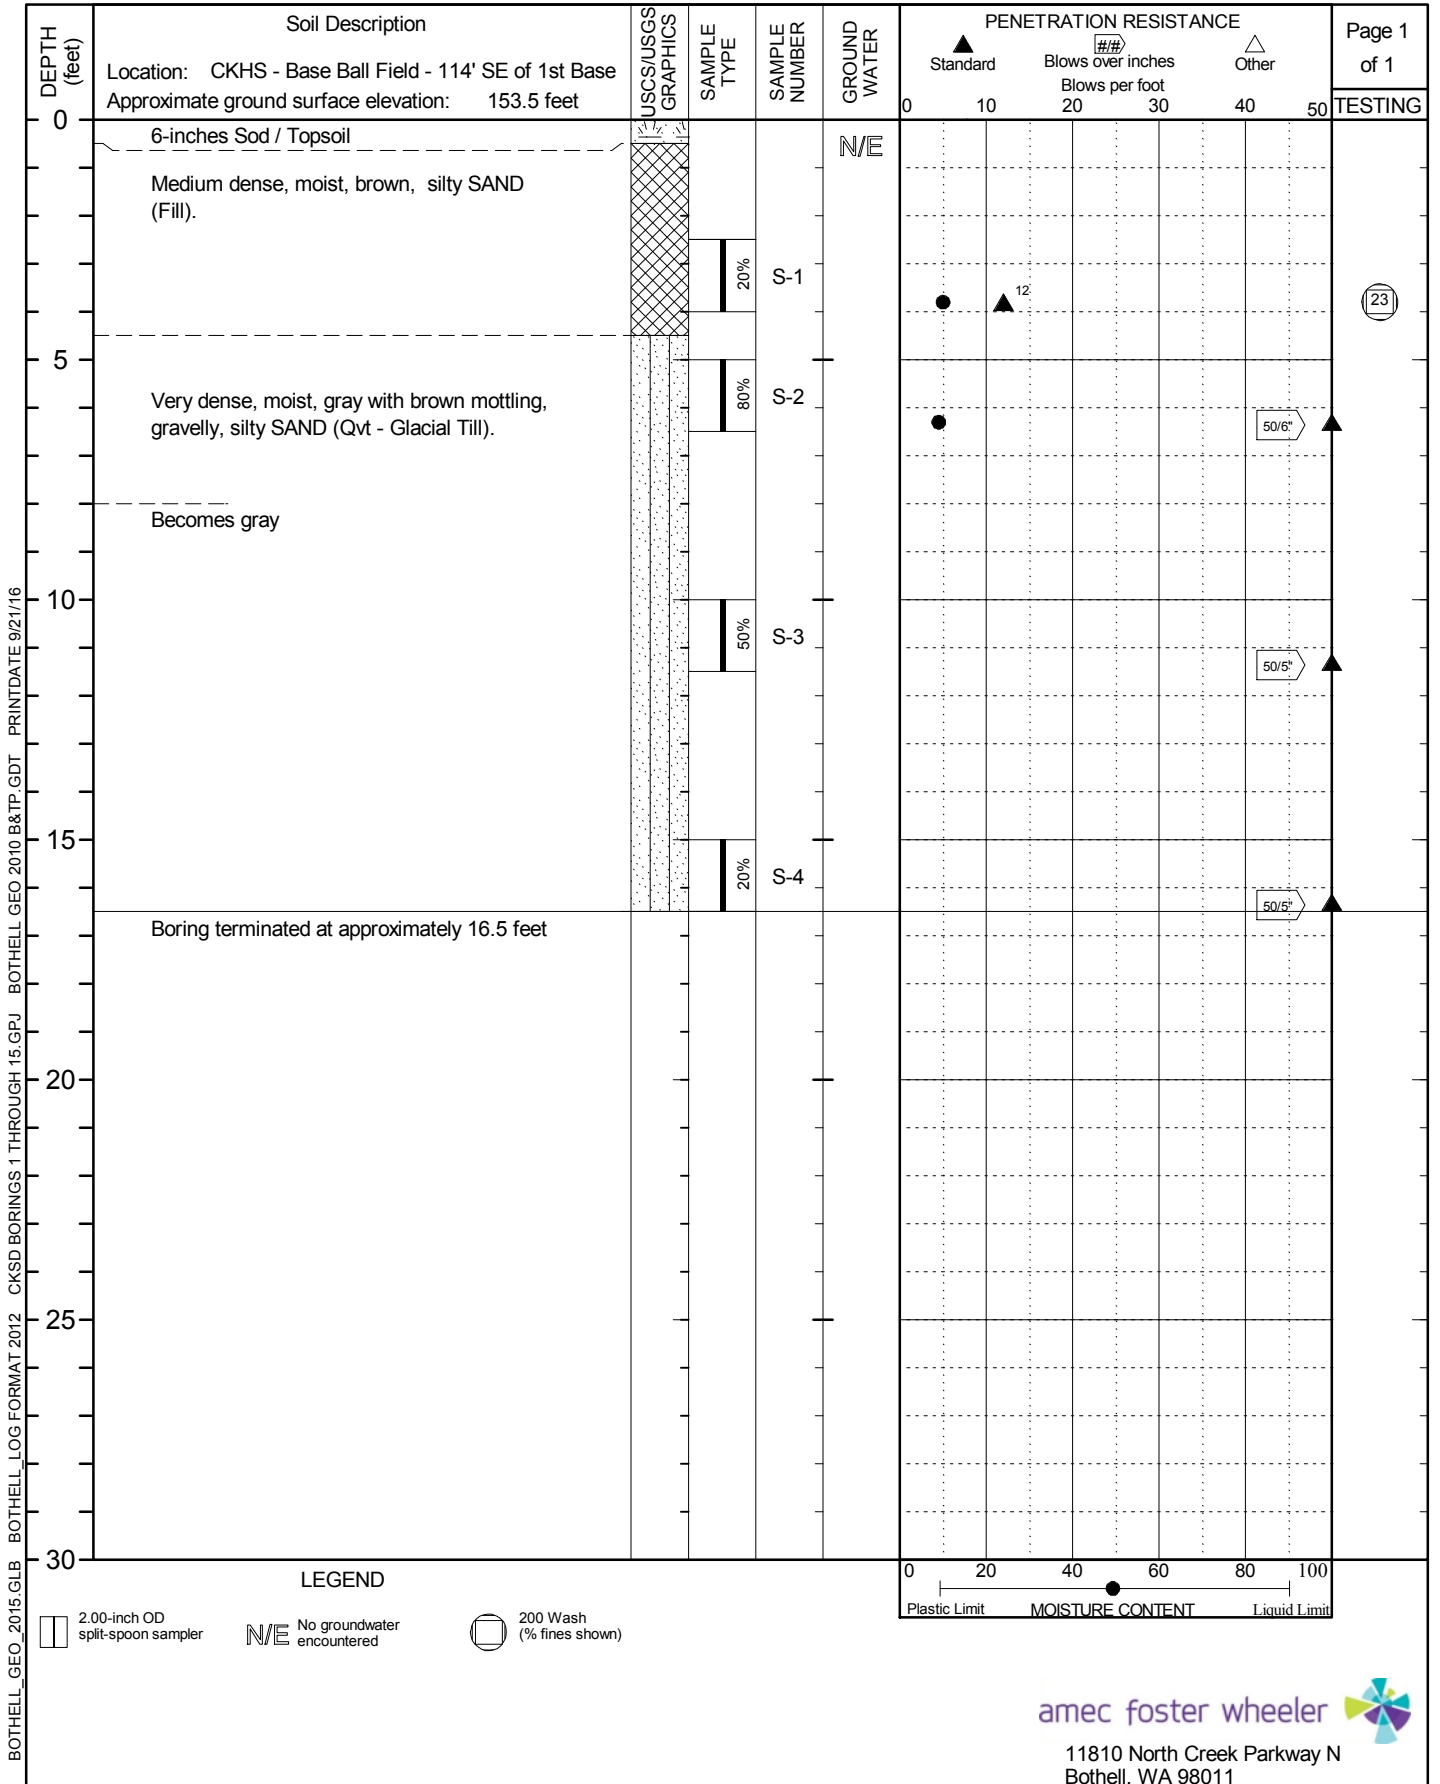 DEPTH
(feet)
Soil Description
Location: CKHS - Base Ball Field - 114' SE of 1st Base
Approximate ground surface elevation: 153.5 feet
USCS/USGS
GRAPHICS
SAMPLE
TYPE
SAMPLE
NUMBER
GROUND
WATER
PENETRATION RESISTANCE
Standard
#/#
Blows over inches
Other
Blows per foot
0 10 20 30 40 50
Page 1
of 1
TESTING
0
6-inches Sod / Topsoil
N/E
Medium dense, moist, brown, silty SAND
(Fill).
20%
S-1
12
23
5
Very dense, moist, gray with brown mottling,
gravelly, silty SAND (Qvt - Glacial Till).
80%
S-2
50/6"
Becomes gray
10
50%
S-3
50/5"
15
20%
S-4
50/5"
Boring terminated at approximately 16.5 feet
20
25
30
0 20 40 60 80 100
Plastic Limit MOISTURE CONTENT Liquid Limit
LEGEND
2.00-inch OD
split-spoon sampler
N/E No groundwater
encountered
200 Wash
(% fines shown)
amec foster wheeler
11810 North Creek Parkway N
Bothell, WA 98011
BOTHELL_GEO_2015.GLB BOTHELL_LOG FORMAT 2012 CKSD BORINGS 1 THROUGH 15.GPJ BOTHELL GEO 2010 B&TP.GDT PRINTDATE 9/21/16